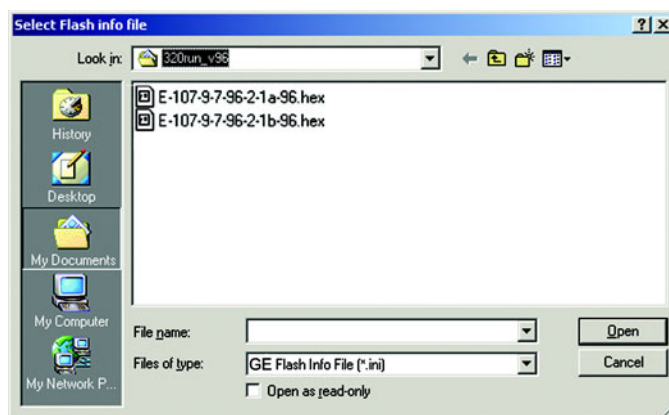 Select Flash info file
Look in: 320run_v96
E-107-9-7-96-2-1a-96.hex
E-107-9-7-96-2-1b-96.hex
History
Desktop
My Documents
My Computer
My Network P...
File name:
Open
Files of type: GE Flash Info File (*.ini)
Cancel
Open as read-only